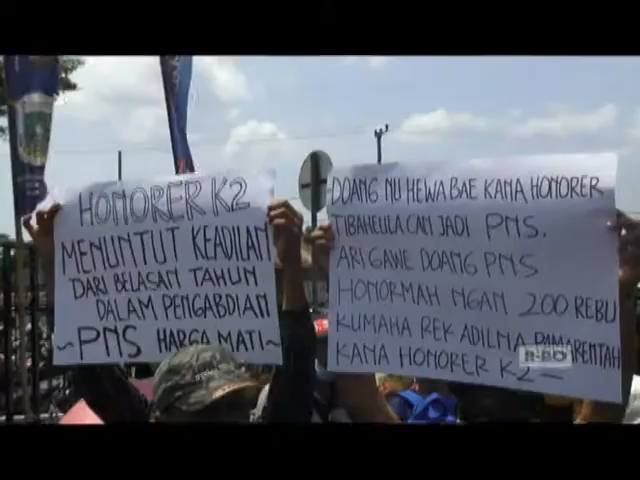 HONORER K2
MENUNTUT KEADILAN
DARI BELASAN TAHUN
DALAM PENGABDIAN
~PNS HARGA MATI~
DOANG NU HEWA BAE KANA HONORER
TIBAHEULA CAN JADI PNS.
ARI GAWE DOANG PNS
HONORMAH NGAN 200 REBU
KUMAHA REK ADILNA PAMARENTAH
KANA HONORER K2 —